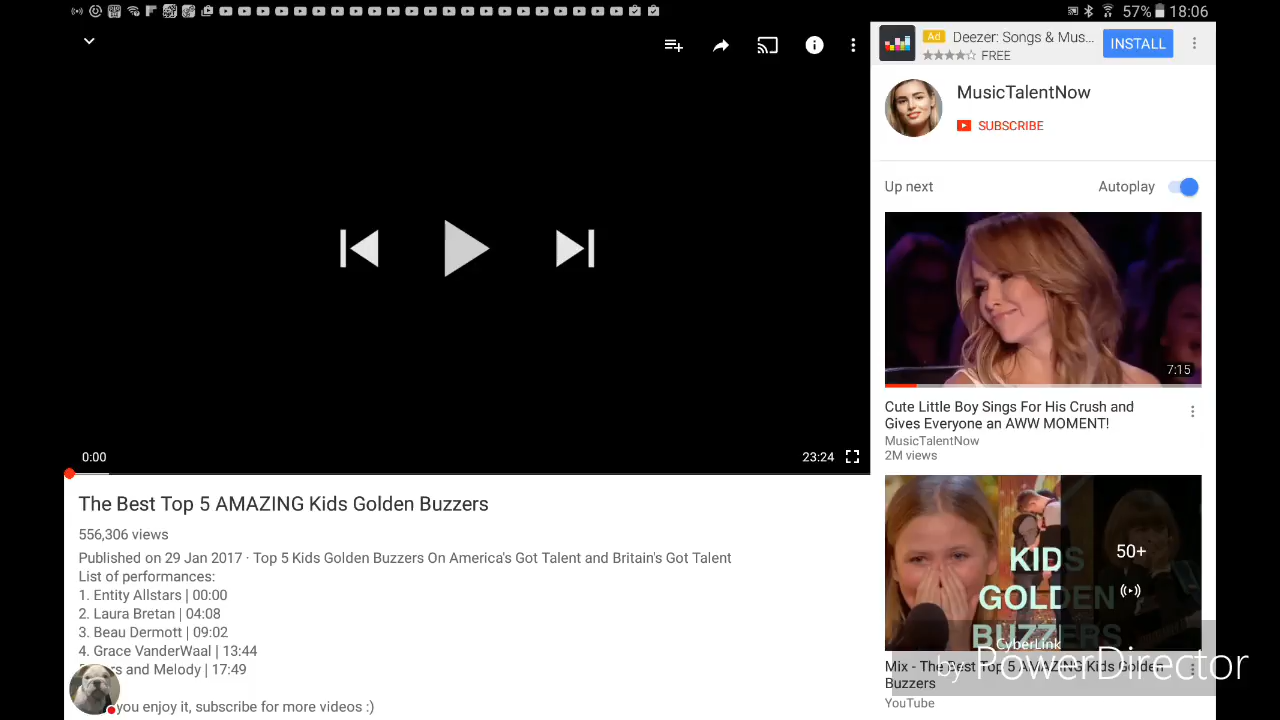 57% 18:06
Ad Deezer: Songs & Mus...
FREE
INSTALL
MusicTalentNow
SUBSCRIBE
Up next
Autoplay
7:15
Cute Little Boy Sings For His Crush and
Gives Everyone an AWW MOMENT!
MusicTalentNow
2M views
0:00
23:24
The Best Top 5 AMAZING Kids Golden Buzzers
556,306 views
Published on 29 Jan 2017 · Top 5 Kids Golden Buzzers On America's Got Talent and Britain's Got Talent
List of performances:
1. Entity Allstars | 00:00
2. Laura Bretan | 04:08
3. Beau Dermott | 09:02
4. Grace VanderWaal | 13:44
and Melody | 17:49
you enjoy it, subscribe for more videos :)
KIDS
GOLDEN
BUZZERS
50+
CyberLink
by PowerDirector
Mix - The Best Top 5 AMAZING Kids Golden
Buzzers
YouTube